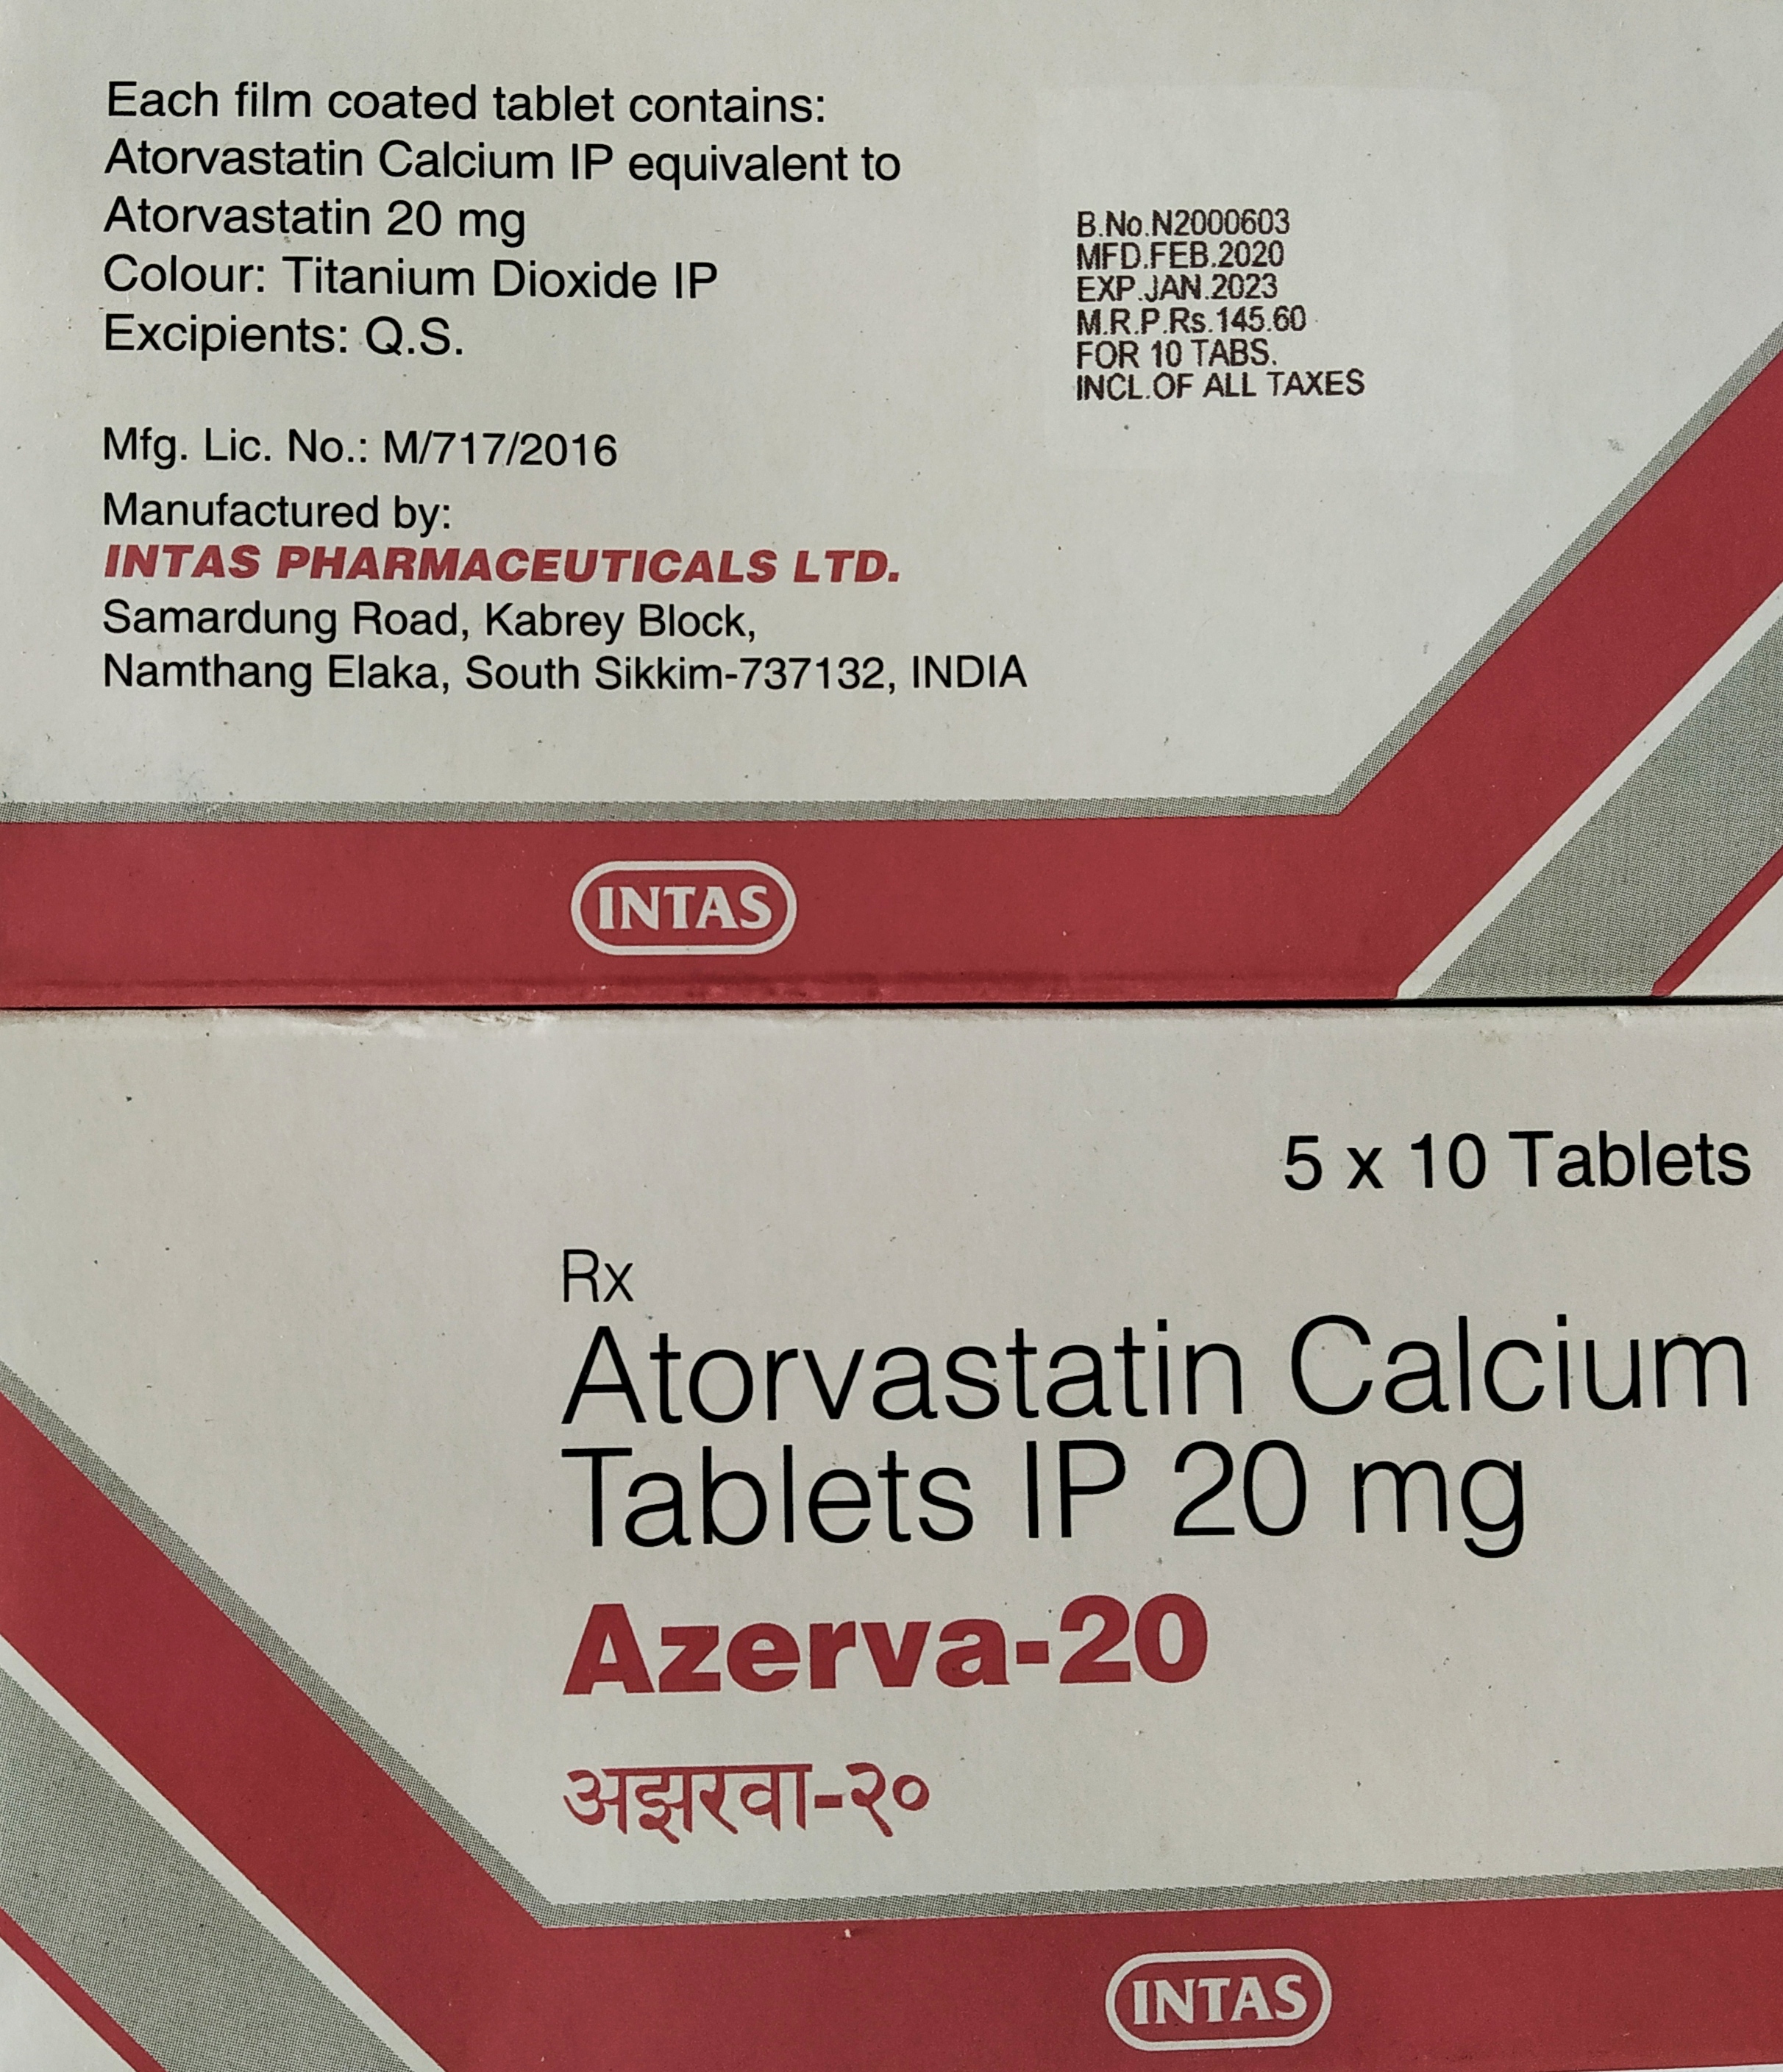 Each film coated tablet contains:
Atorvastatin Calcium IP equivalent to
Atorvastatin 20 mg
Colour: Titanium Dioxide IP
Excipients: Q.S.
B.No.N2000603
MFD.FEB.2020
EXP.JAN.2023
M.R.P.Rs.145.60
FOR 10 TABS.
INCL.OF ALL TAXES
Mfg. Lic. No.: M/717/2016
Manufactured by:
INTAS PHARMACEUTICALS LTD.
Samardung Road, Kabrey Block,
Namthang Elaka, South Sikkim-737132, INDIA
INTAS
5 x 10 Tablets
Rx
Atorvastatin Calcium
Tablets IP 20 mg
Azerva-20
अझरवा-२०
INTAS